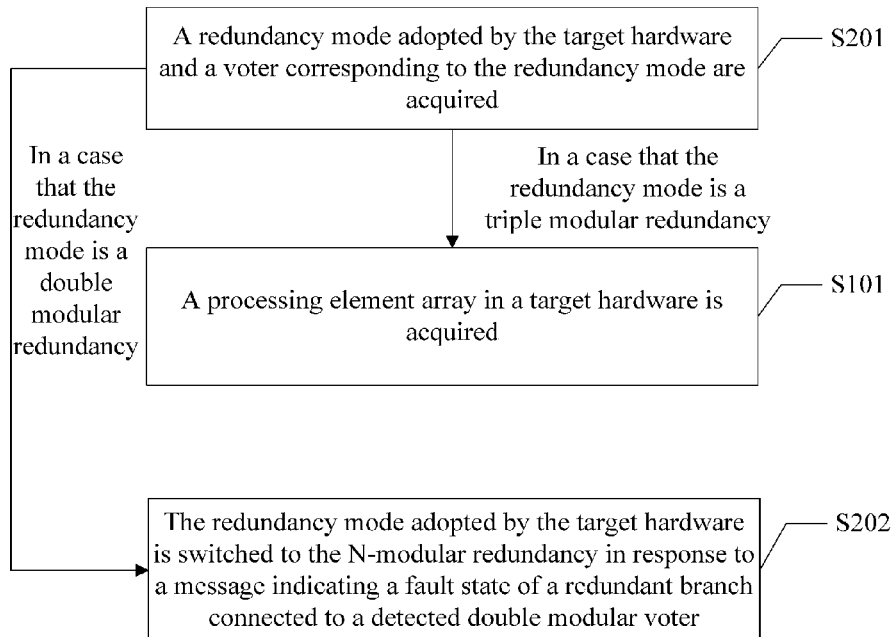 A redundancy mode adopted by the target hardware
and a voter corresponding to the redundancy mode are
acquired
S201
In a case
that the
redundancy
mode is a
double
modular
redundancy
In a case that the
redundancy mode is a
triple modular redundancy
A processing element array in a target hardware is
acquired
S101
The redundancy mode adopted by the target hardware
is switched to the N-modular redundancy in response to
a message indicating a fault state of a redundant branch
connected to a detected double modular voter
S202